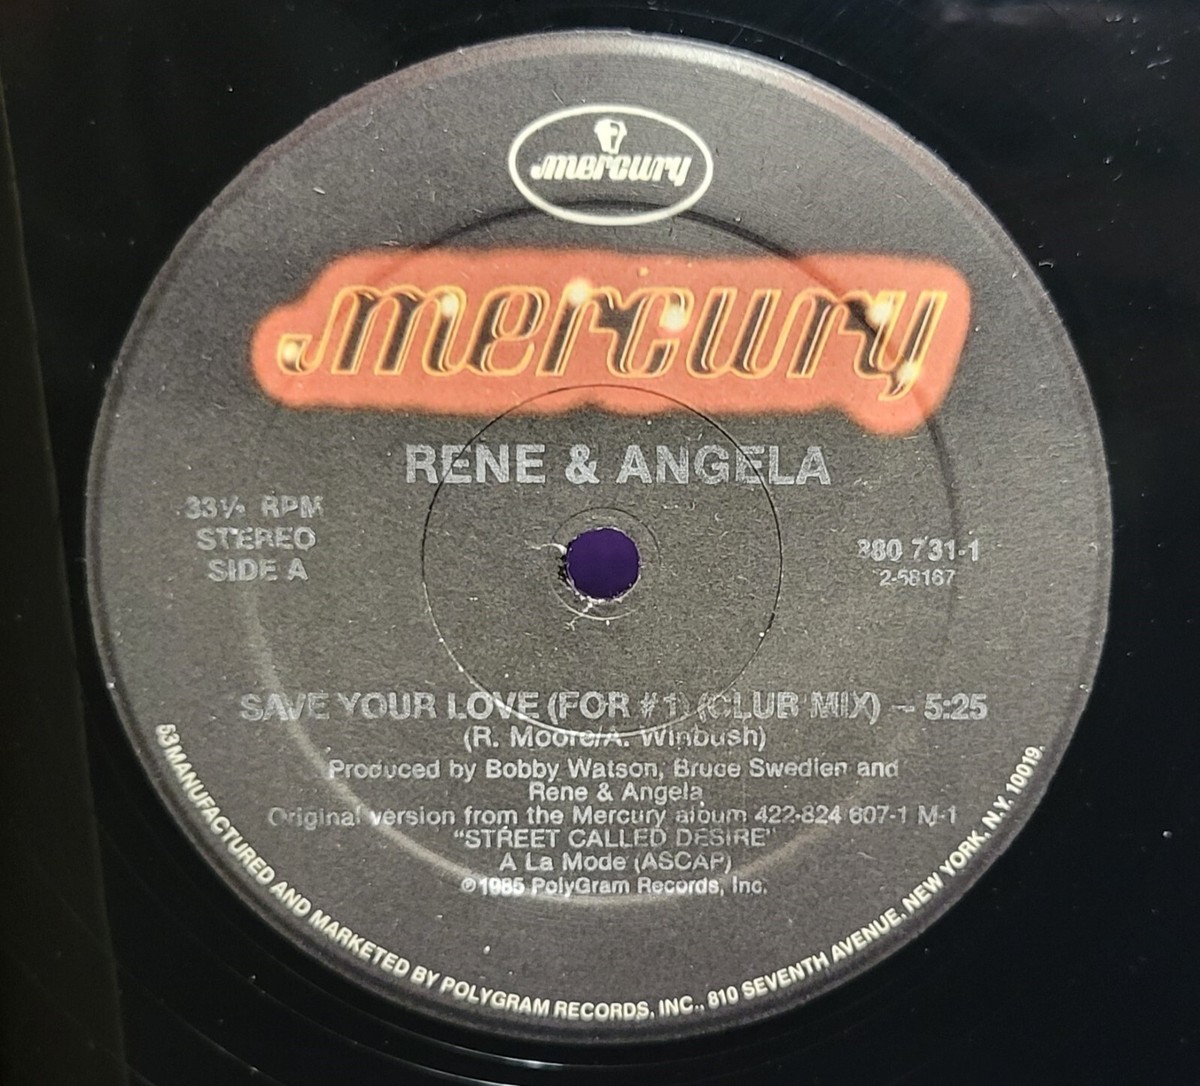 mercury
mercury
RENE & ANGELA
33⅓ RPM
STEREO
SIDE A
880 731-1
2-58167
SAVE YOUR LOVE (FOR #1) (CLUB MIX) – 5:25
(R. Moore/A. Winbush)
Produced by Bobby Watson, Bruce Swedien and
Rene & Angela
Original version from the Mercury album 422-824 607-1 M-1
"STREET CALLED DESIRE"
A La Mode (ASCAP)
℗ 1985 PolyGram Records, Inc.
53 MANUFACTURED AND MARKETED BY POLYGRAM RECORDS, INC., 810 SEVENTH AVENUE, NEW YORK, N.Y. 10019.